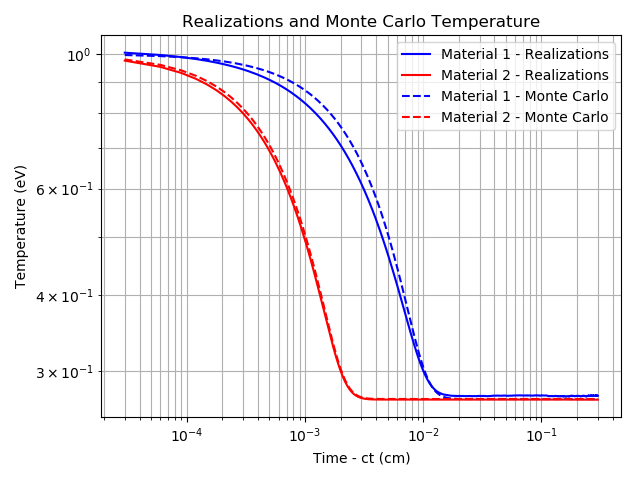 Realizations and Monte Carlo Temperature
Material 1 - Realizations
Material 2 - Realizations
Material 1 - Monte Carlo
Material 2 - Monte Carlo
Temperature (eV)
10⁰
6 × 10⁻¹
4 × 10⁻¹
3 × 10⁻¹
10⁻⁴ 10⁻³ 10⁻² 10⁻¹
Time - ct (cm)